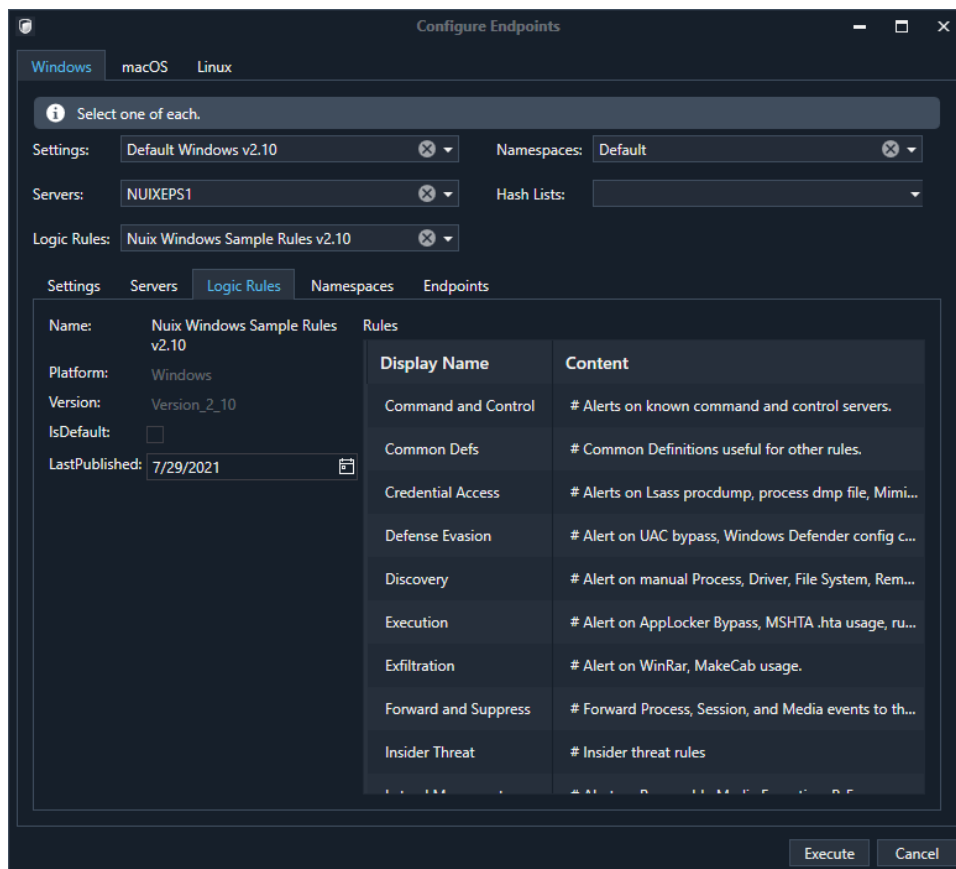 Configure Endpoints
Windows macOS Linux
Select one of each.
Settings: Default Windows v2.10 Namespaces: Default
Servers: NUIXEPS1 Hash Lists:
Logic Rules: Nuix Windows Sample Rules v2.10
Settings Servers Logic Rules Namespaces Endpoints
Name: Nuix Windows Sample Rules
v2.10
Platform: Windows
Version: Version_2_10
IsDefault:
LastPublished: 7/29/2021
Rules
Display Name Content
Command and Control # Alerts on known command and control servers.
Common Defs # Common Definitions useful for other rules.
Credential Access # Alerts on Lsass procdump, process dmp file, Mimi...
Defense Evasion # Alert on UAC bypass, Windows Defender config c...
Discovery # Alert on manual Process, Driver, File System, Rem...
Execution # Alert on AppLocker Bypass, MSHTA .hta usage, ru...
Exfiltration # Alert on WinRar, MakeCab usage.
Forward and Suppress # Forward Process, Session, and Media events to th...
Insider Threat # Insider threat rules
Execute Cancel